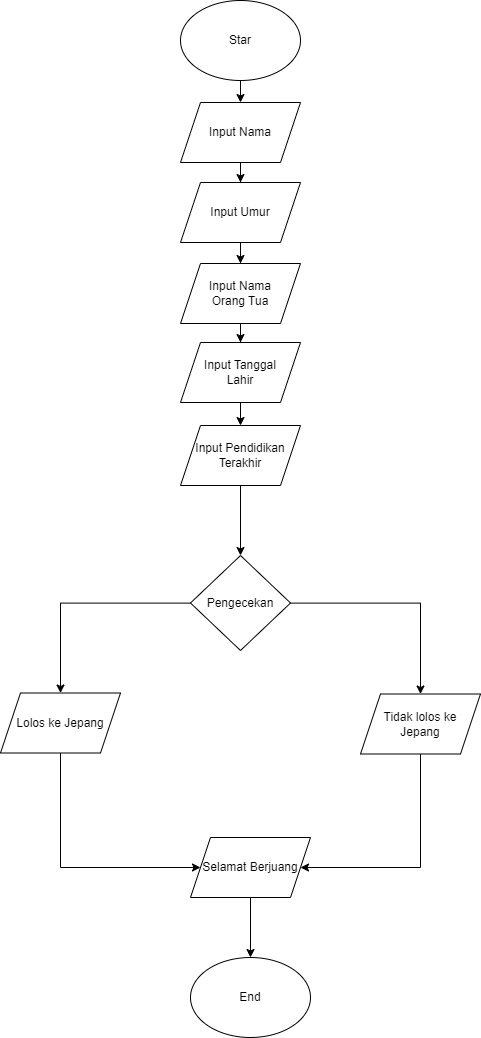 Star
Input Nama
Input Umur
Input Nama
Orang Tua
Input Tanggal
Lahir
Input Pendidikan
Terakhir
Pengecekan
Lolos ke Jepang
Tidak lolos ke
Jepang
Selamat Berjuang
End